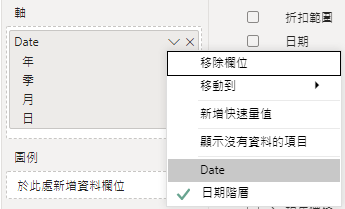 軸
Date
年
季
月
日
圖例
於此處新增資料欄位
折扣範圍
日期
移除欄位
移動到
新增快速量值
顯示沒有資料的項目
Date
日期階層